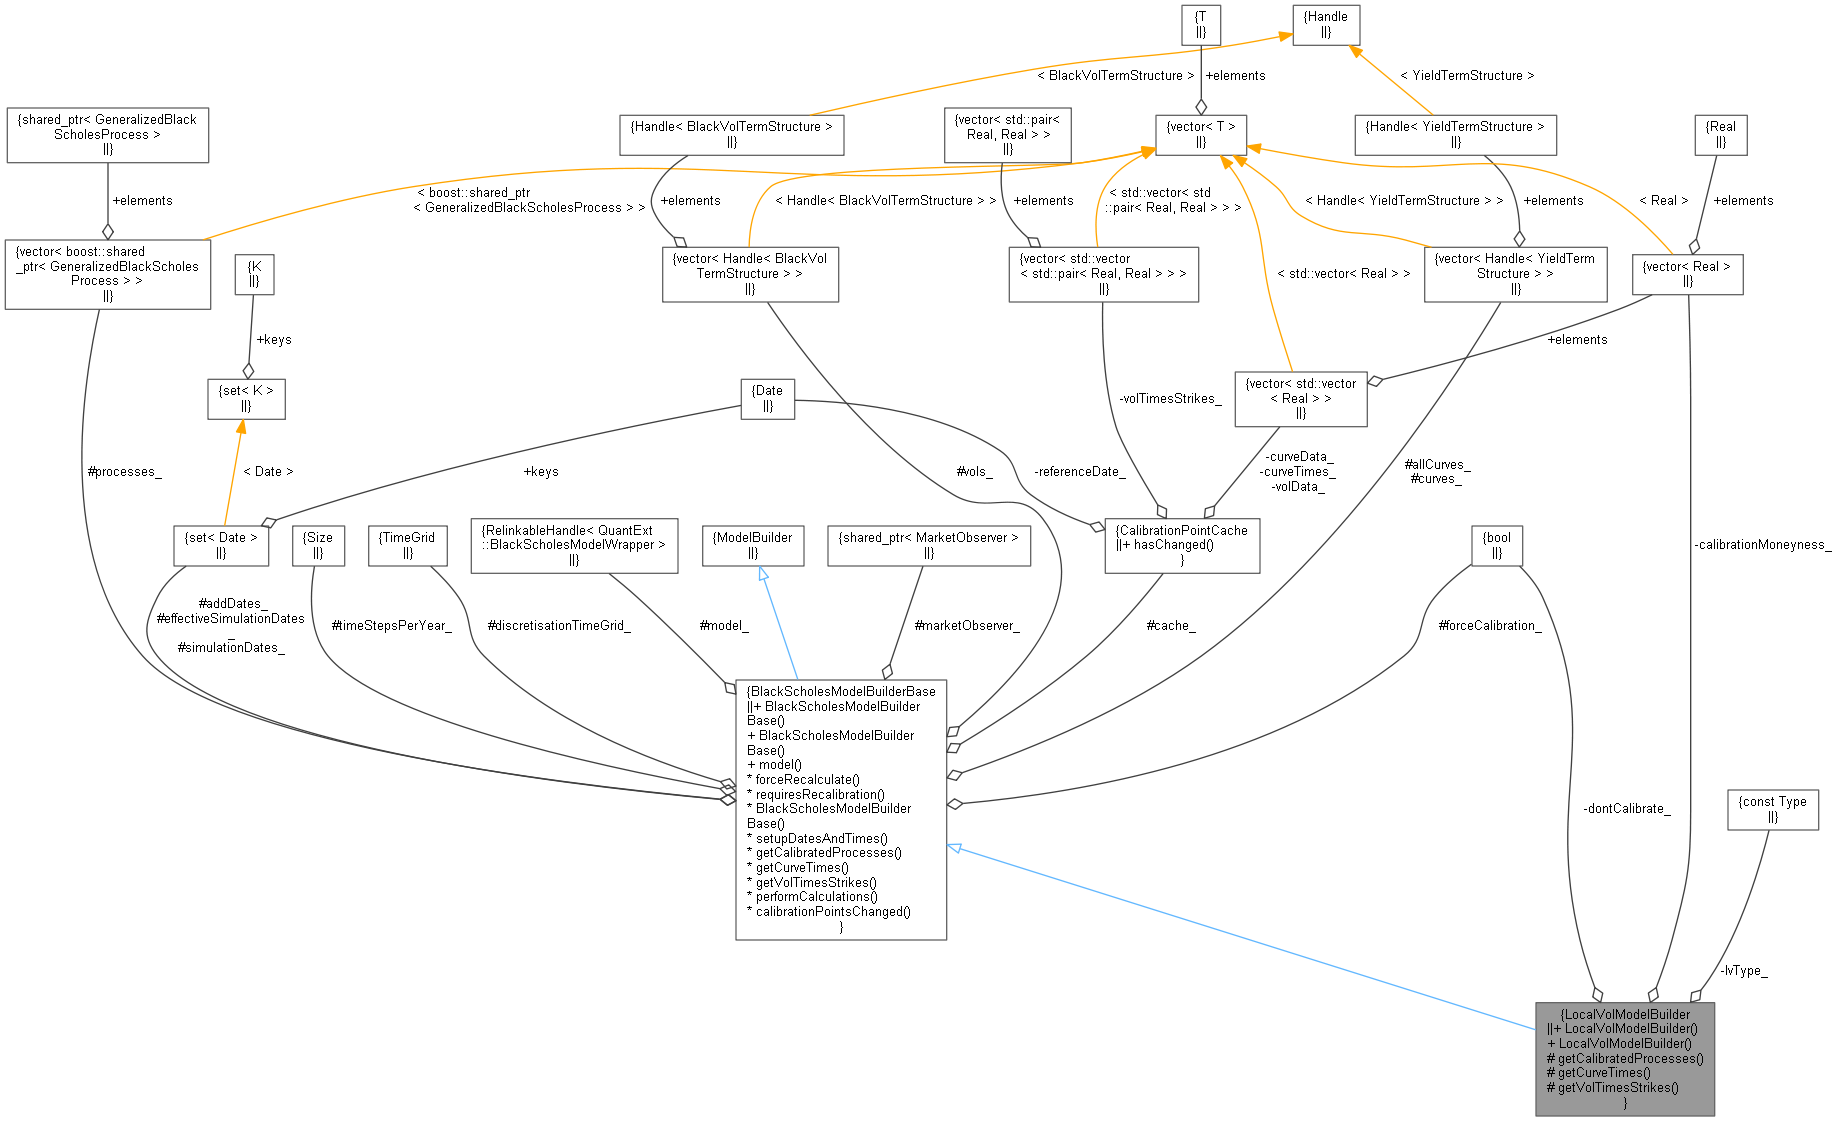 {T
||}
{Handle
||}
< BlackVolTermStructure >
+elements
< YieldTermStructure >
{shared_ptr< GeneralizedBlack
ScholesProcess >
||}
{Handle< BlackVolTermStructure >
||}
{vector< std::pair<
Real, Real > >
||}
{vector< T >
||}
{Handle< YieldTermStructure >
||}
{Real
||}
+elements
< boost::shared_ptr
< GeneralizedBlackScholesProcess > >
+elements
< Handle< BlackVolTermStructure > >
+elements
< std::vector< std
::pair< Real, Real > > >
< Handle< YieldTermStructure > >
+elements
< Real >
+elements
{vector< boost::shared
_ptr< GeneralizedBlackScholes
Process > >
||}
{K
||}
{vector< Handle< BlackVol
TermStructure > >
||}
{vector< std::vector
< std::pair< Real, Real > > >
||}
< std::vector< Real > >
{vector< Handle< YieldTerm
Structure > >
||}
{vector< Real >
||}
+keys
+elements
{set< K >
||}
{Date
||}
-volTimesStrikes_
{vector< std::vector
< Real > >
||}
#processes_
< Date >
+keys
#vols_
-referenceDate_
-curveData_
-curveTimes_
-volData_
#allCurves_
#curves_
{set< Date >
||}
{Size
||}
{TimeGrid
||}
{RelinkableHandle< QuantExt
::BlackScholesModelWrapper >
||}
{ModelBuilder
||}
{shared_ptr< MarketObserver >
||}
{CalibrationPointCache
||+ hasChanged()
}
{bool
||}
-calibrationMoneyness_
#addDates_
#effectiveSimulationDates
_
#simulationDates_
#timeStepsPerYear_
#discretisationTimeGrid_
#model_
#marketObserver_
#cache_
#forceCalibration_
{BlackScholesModelBuilderBase
||+ BlackScholesModelBuilder
Base()
+ BlackScholesModelBuilder
Base()
+ model()
* forceRecalculate()
* requiresRecalibration()
* BlackScholesModelBuilder
Base()
* setupDatesAndTimes()
* getCalibratedProcesses()
* getCurveTimes()
* getVolTimesStrikes()
* performCalculations()
* calibrationPointsChanged()
}
-dontCalibrate_
{const Type
||}
-lvType_
{LocalVolModelBuilder
||+ LocalVolModelBuilder()
+ LocalVolModelBuilder()
# getCalibratedProcesses()
# getCurveTimes()
# getVolTimesStrikes()
}